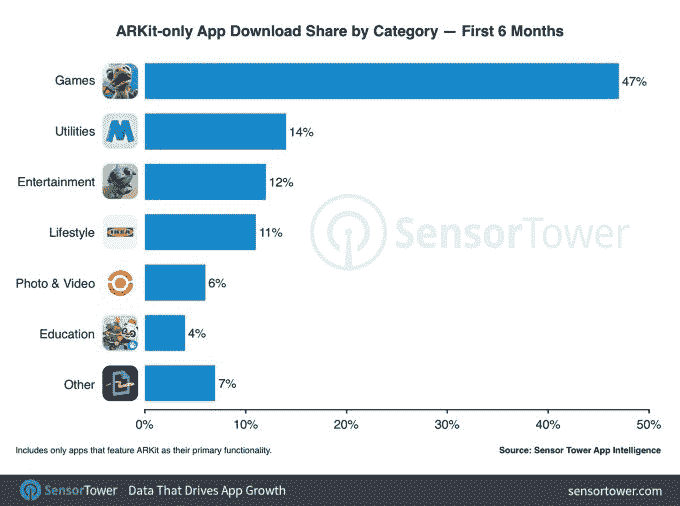 ARKit-only App Download Share by Category — First 6 Months
Games 47%
Utilities M 14%
Entertainment 12%
Lifestyle IKEA 11%
Photo & Video 6%
Education 4%
Other 7%
SensorTower
0% 10% 20% 30% 40% 50%
Includes only apps that feature ARKit as their primary functionality. Source: Sensor Tower App Intelligence
SensorTower Data That Drives App Growth sensortower.com